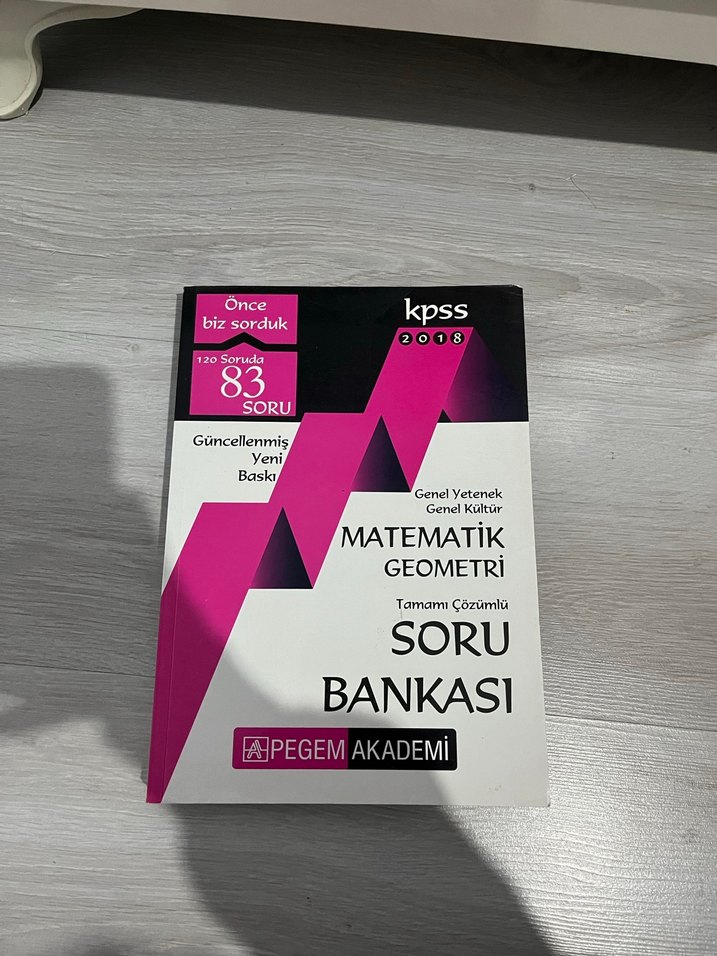 Önce
biz sorduk
120 Soruda
83
SORU
Güncellenmiş
Yeni
Baskı
kpss
2018
Genel Yetenek
Genel Kültür
MATEMATİK
GEOMETRİ
Tamamı Çözümlü
SORU
BANKASI
PEGEM AKADEMİ